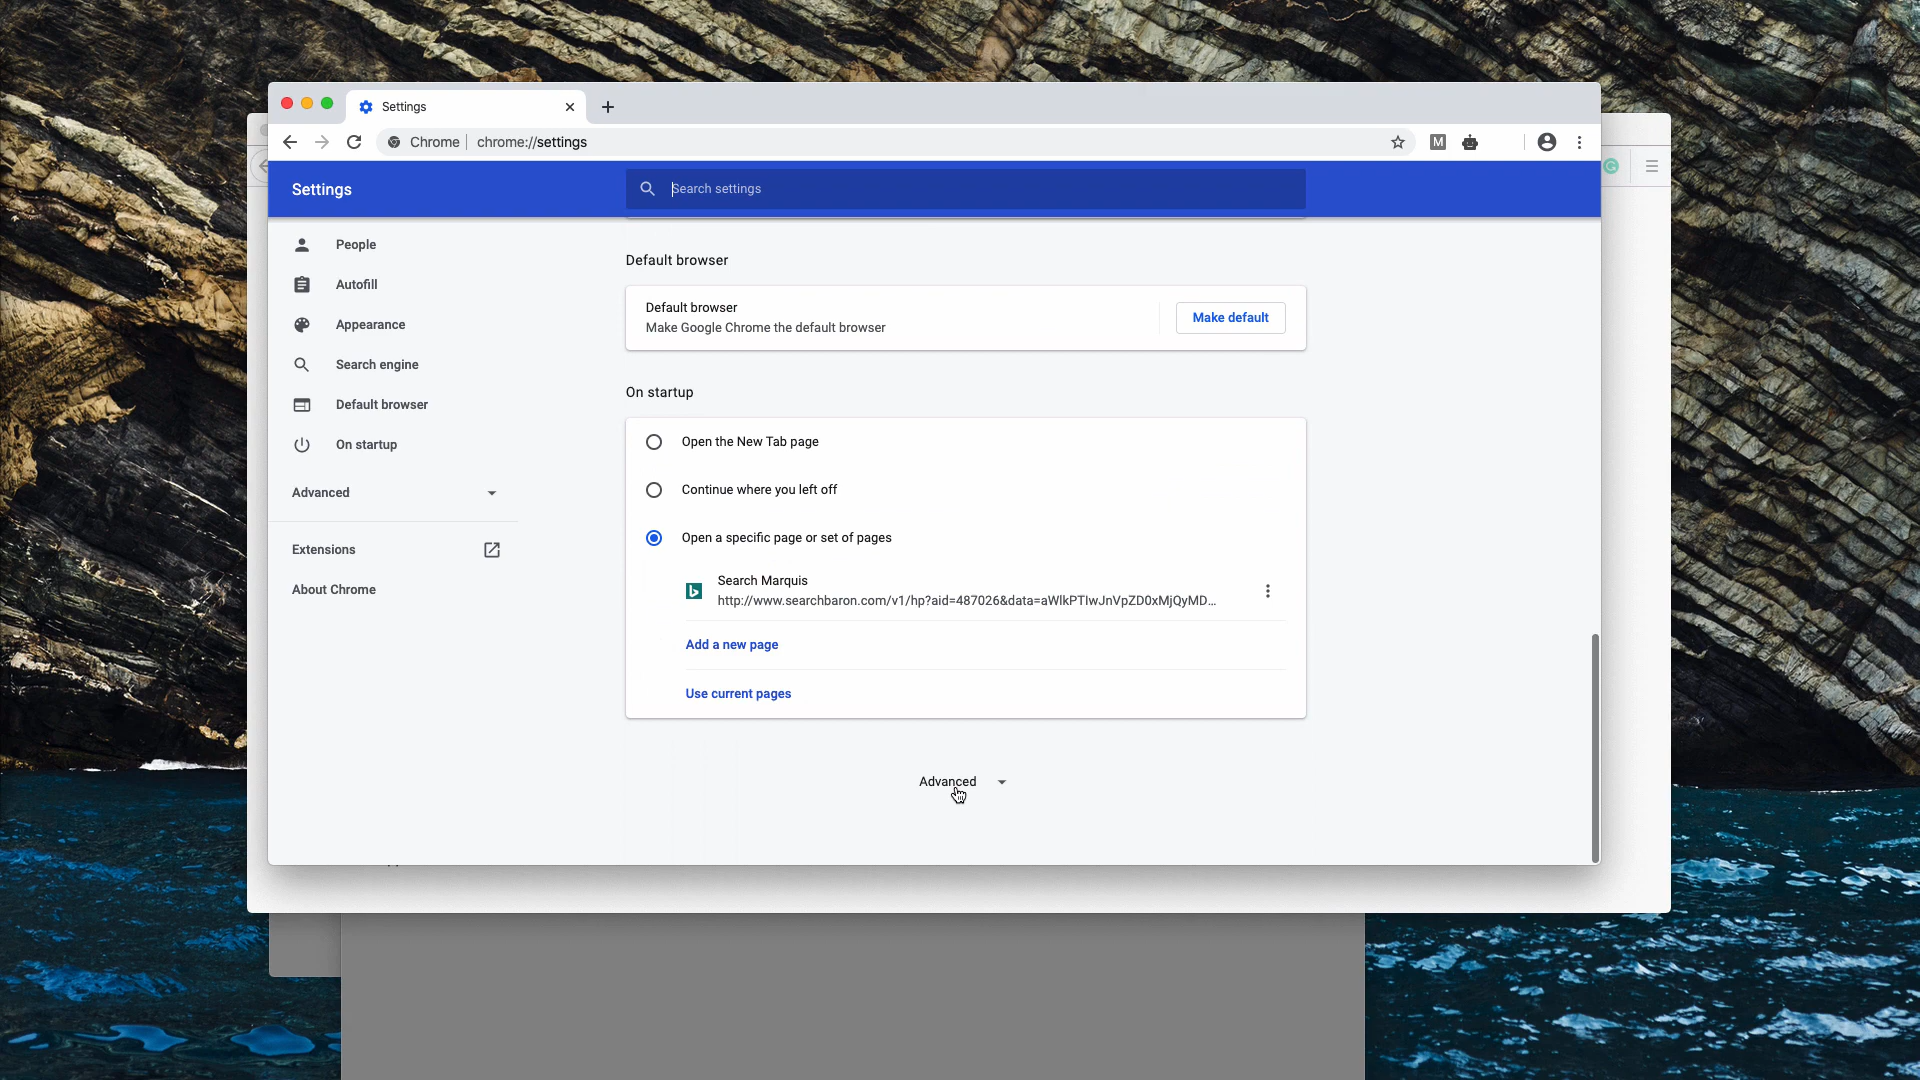 Settings
Chrome
chrome://settings
M
Settings
Search settings
People
Autofill
Appearance
Search engine
Default browser
On startup
Advanced
Extensions
About Chrome
Default browser
Default browser
Make Google Chrome the default browser
Make default
On startup
Open the New Tab page
Continue where you left off
Open a specific page or set of pages
Search Marquis
http://www.searchbaron.com/v1/hp?aid=487026&data=aWlkPTIwJnVpZD0xMjQyMD...
Add a new page
Use current pages
Advanced